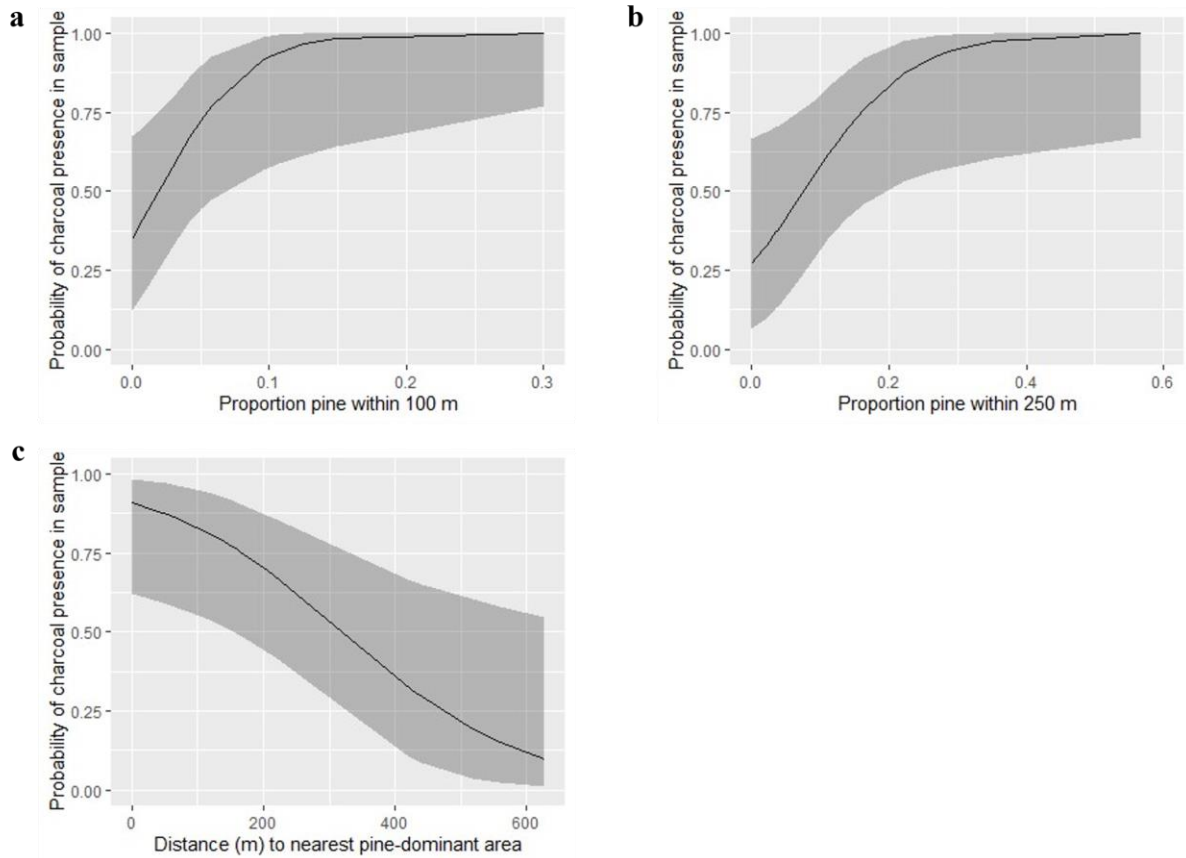 a
Probability of charcoal presence in sample
1.00
0.75
0.50
0.25
0.00
0.0 0.1 0.2 0.3
Proportion pine within 100 m
b
Probability of charcoal presence in sample
1.00
0.75
0.50
0.25
0.00
0.0 0.2 0.4 0.6
Proportion pine within 250 m
c
Probability of charcoal presence in sample
1.00
0.75
0.50
0.25
0.00
0 200 400 600
Distance (m) to nearest pine-dominant area